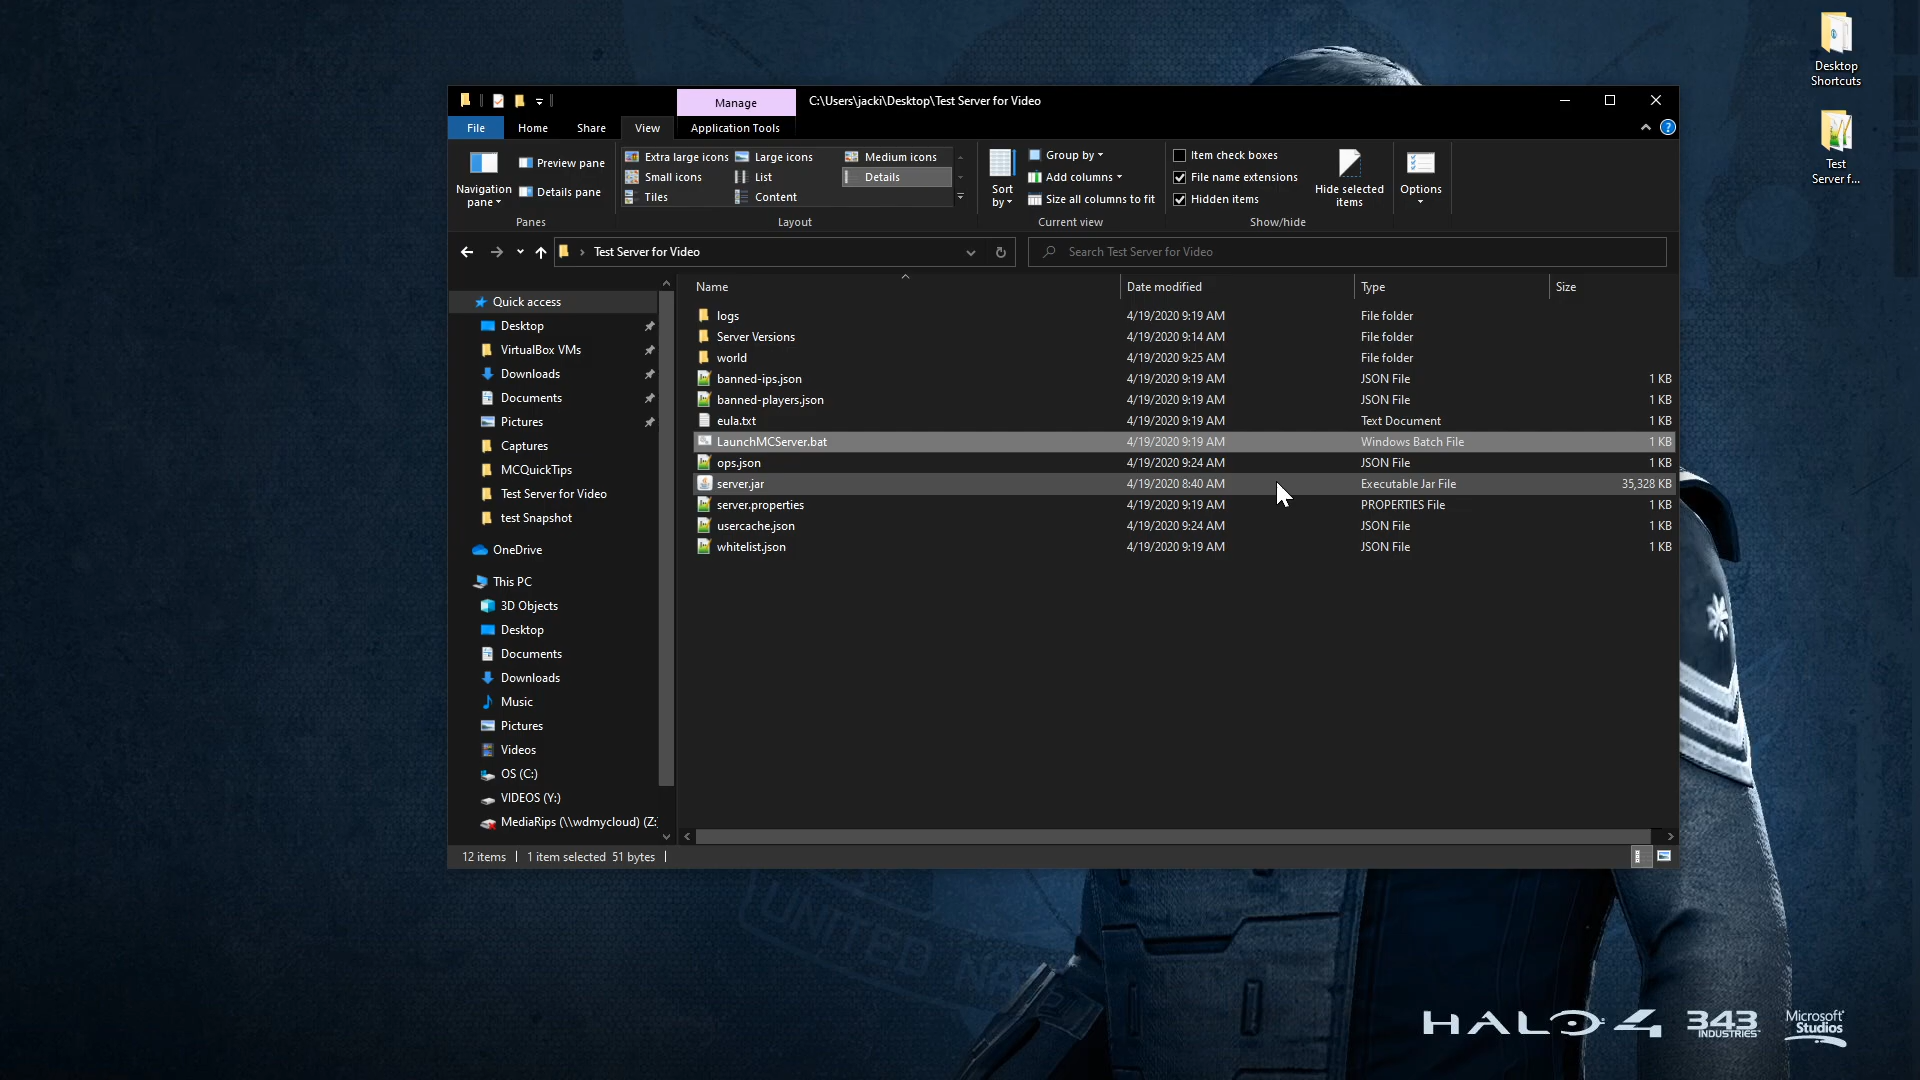 Desktop
Shortcuts
Test
Server f...
Manage
C:\Users\jacki\Desktop\Test Server for Video
File
Home
Share
View
Application Tools
Navigation
pane
Preview pane
Details pane
Panes
Extra large icons
Large icons
Medium icons
Small icons
List
Details
Tiles
Content
Layout
Sort
by
Group by
Add columns
Size all columns to fit
Current view
Item check boxes
File name extensions
Hidden items
Hide selected
items
Show/hide
Options
Test Server for Video
Search Test Server for Video
Quick access
Desktop
VirtualBox VMs
Downloads
Documents
Pictures
Captures
MCQuickTips
Test Server for Video
test Snapshot
OneDrive
This PC
3D Objects
Desktop
Documents
Downloads
Music
Pictures
Videos
OS (C:)
VIDEOS (Y:)
MediaRips (\\wdmycloud) (Z:
Name Date modified Type Size
logs 4/19/2020 9:19 AM File folder
Server Versions 4/19/2020 9:14 AM File folder
world 4/19/2020 9:25 AM File folder
banned-ips.json 4/19/2020 9:19 AM JSON File 1 KB
banned-players.json 4/19/2020 9:19 AM JSON File 1 KB
eula.txt 4/19/2020 9:19 AM Text Document 1 KB
LaunchMCServer.bat 4/19/2020 9:19 AM Windows Batch File 1 KB
ops.json 4/19/2020 9:24 AM JSON File 1 KB
server.jar 4/19/2020 8:40 AM Executable Jar File 35,328 KB
server.properties 4/19/2020 9:19 AM PROPERTIES File 1 KB
usercache.json 4/19/2020 9:24 AM JSON File 1 KB
whitelist.json 4/19/2020 9:19 AM JSON File 1 KB
12 items 1 item selected 51 bytes
UNITED NA
HALO 4
343
INDUSTRIES
Microsoft
Studios